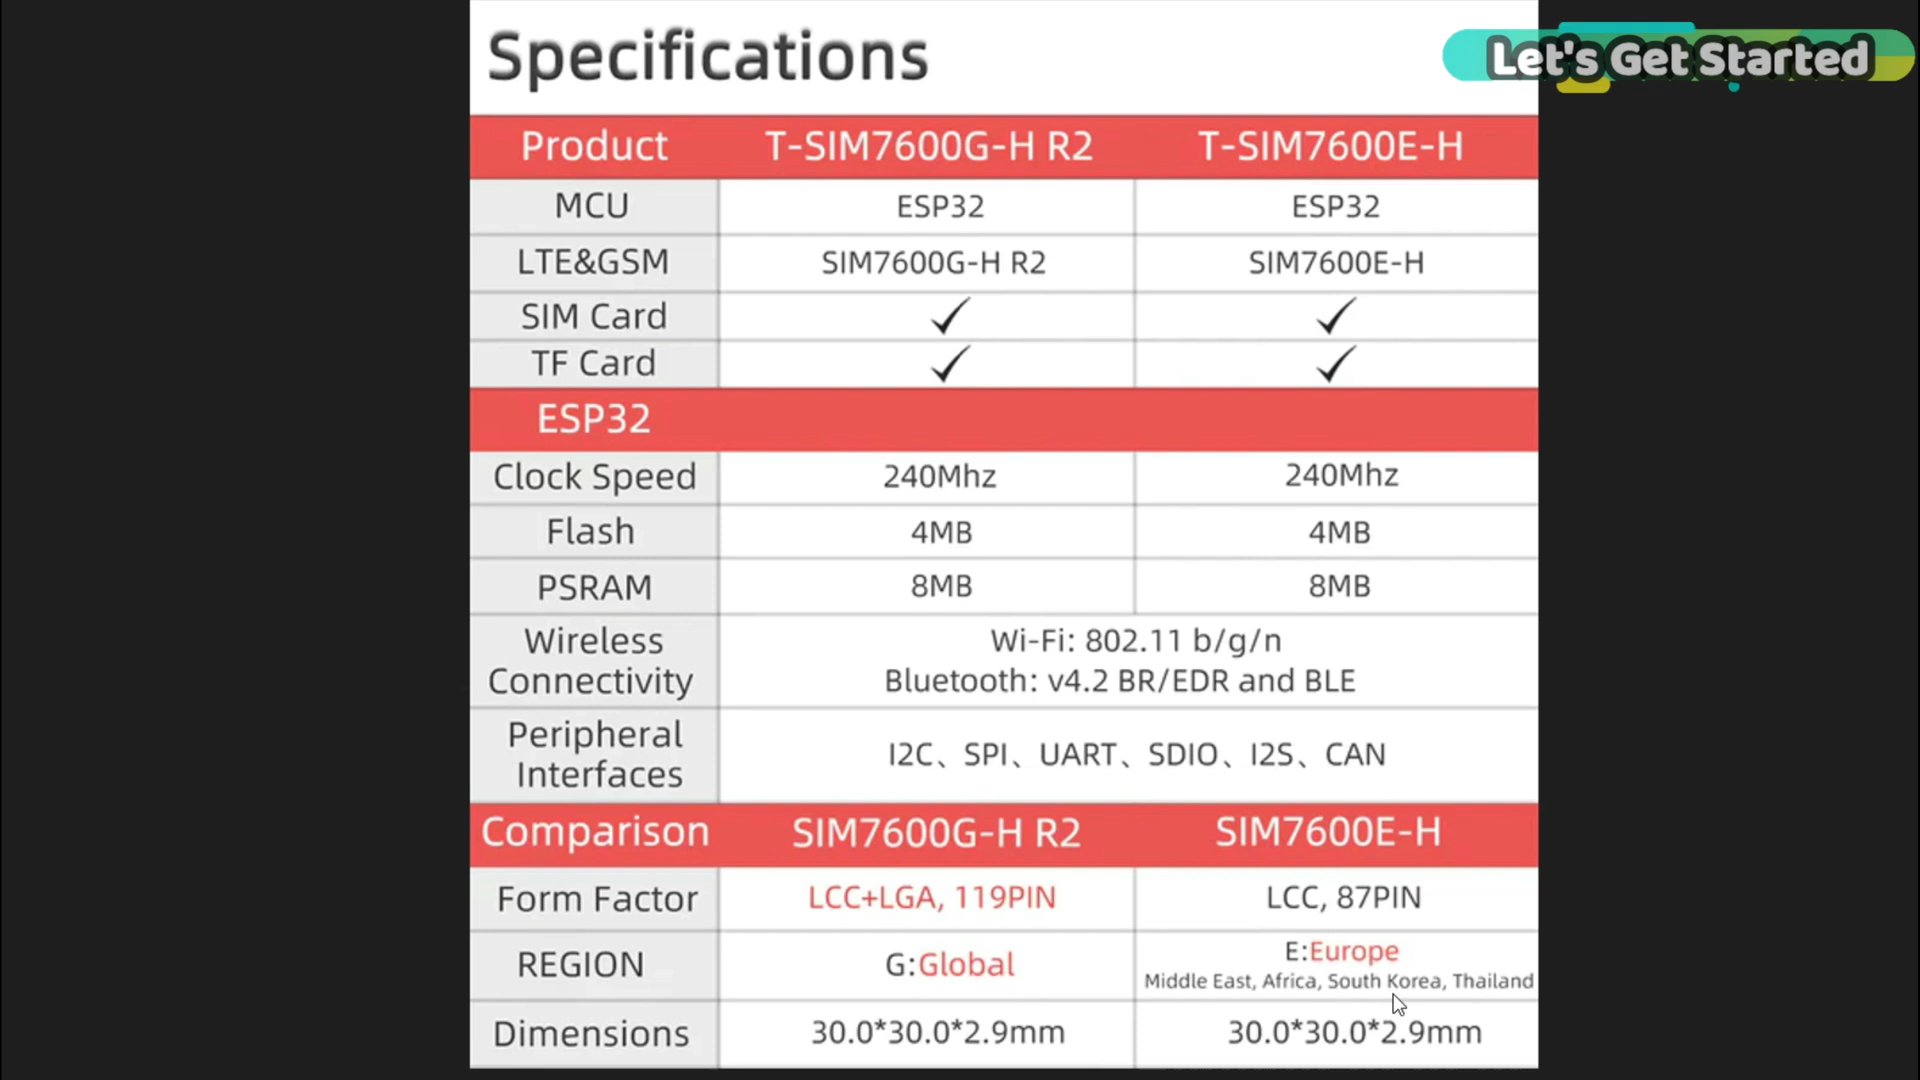 Specifications
Let's Get Started
Product T-SIM7600G-H R2 T-SIM7600E-H
MCU ESP32 ESP32
LTE&GSM SIM7600G-H R2 SIM7600E-H
SIM Card ✓ ✓
TF Card ✓ ✓
ESP32
Clock Speed 240Mhz 240Mhz
Flash 4MB 4MB
PSRAM 8MB 8MB
Wireless Connectivity
Wi-Fi: 802.11 b/g/n
Bluetooth: v4.2 BR/EDR and BLE
Peripheral Interfaces
I2C、SPI、UART、SDIO、I2S、CAN
Comparison SIM7600G-H R2 SIM7600E-H
Form Factor LCC+LGA, 119PIN LCC, 87PIN
REGION G:Global E:Europe
Middle East, Africa, South Korea, Thailand
Dimensions 30.0*30.0*2.9mm 30.0*30.0*2.9mm